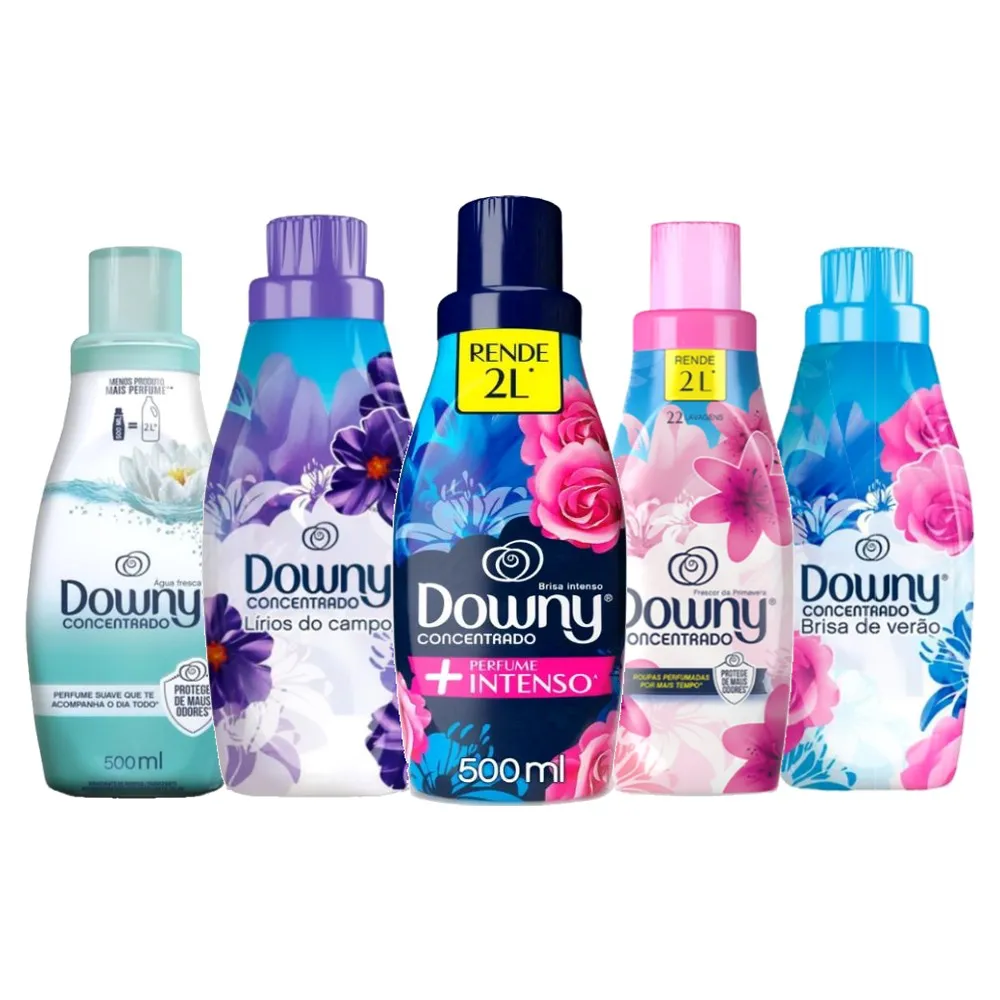 MENOS PRODUTO
MAIS PERFUME**
500 ML
=
2L*
Água fresca
Downy
CONCENTRADO
PERFUME SUAVE QUE TE
ACOMPANHA O DIA TODO*
PROTEGE
DE MAUS
ODORES*
500ml
Downy
CONCENTRADO
Lírios do campo
RENDE
2L*
Brisa intenso
Downy®
CONCENTRADO
+ PERFUME
INTENSO^
500ml
RENDE
2L*
22 LAVAGENS
Frescor da Primavera
Downy®
CONCENTRADO
ROUPAS PERFUMADAS
POR MAIS TEMPO*
PROTEGE
DE MAUS
ODORES*
Downy®
CONCENTRADO
Brisa de verão